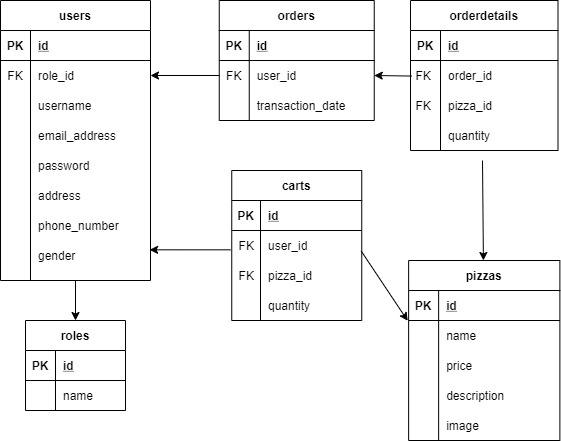 users
PK id
FK role_id
username
email_address
password
address
phone_number
gender
orders
PK id
FK user_id
transaction_date
orderdetails
PK id
FK order_id
FK pizza_id
quantity
carts
PK id
FK user_id
FK pizza_id
quantity
pizzas
PK id
name
price
description
image
roles
PK id
name